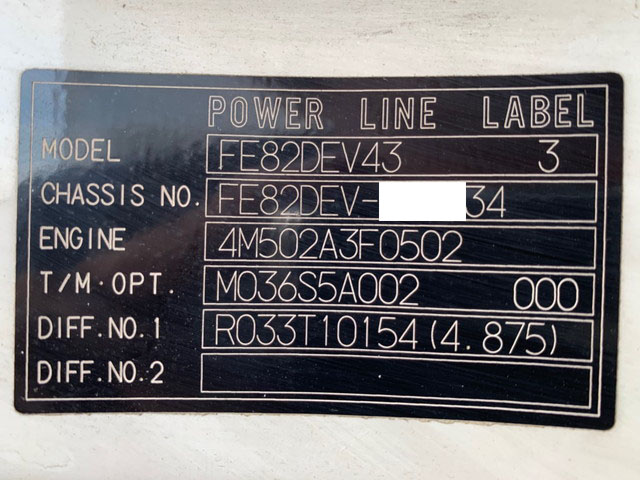 POWER LINE LABEL
MODEL FE82DEV43 3
CHASSIS NO. FE82DEV- 34
ENGINE 4M502A3F0502
T/M·OPT. M036S5A002 000
DIFF.NO.1 R033T10154(4.875)
DIFF.NO.2